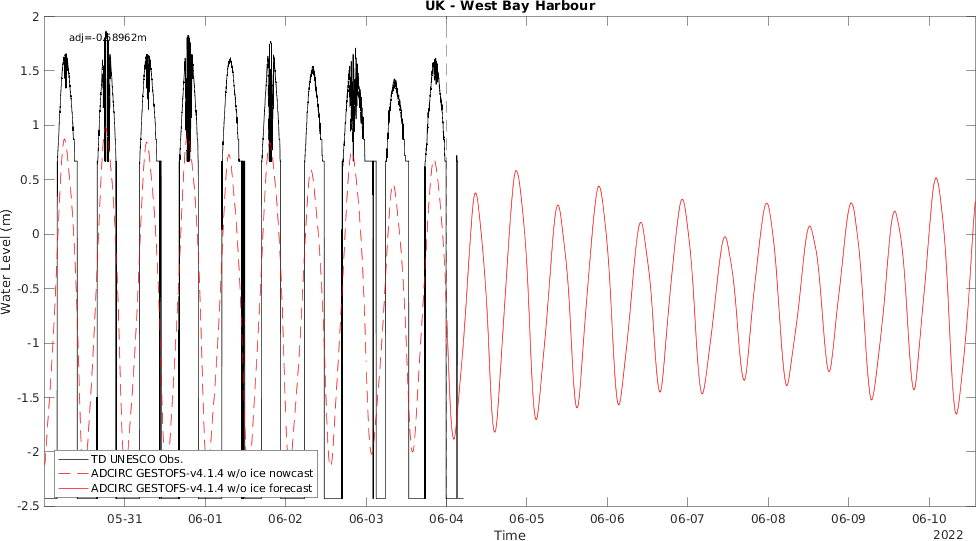 UK - West Bay Harbour
adj=-0.58962m
Water Level (m)
2
1.5
1
0.5
0
-0.5
-1
-1.5
-2
-2.5
TD UNESCO Obs.
ADCIRC GESTOFS-v4.1.4 w/o ice nowcast
ADCIRC GESTOFS-v4.1.4 w/o ice forecast
05-31 06-01 06-02 06-03 06-04 06-05 06-06 06-07 06-08 06-09 06-10
Time
2022